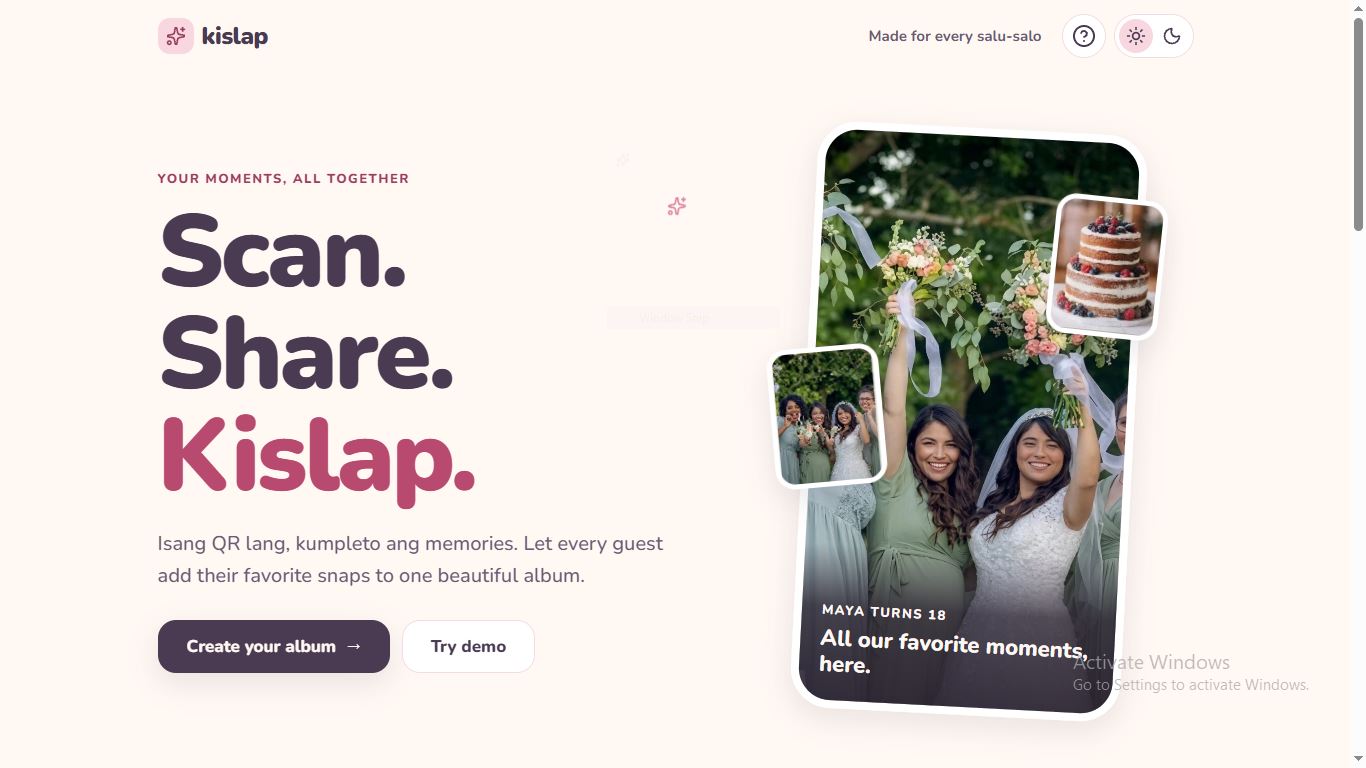 kislap
Made for every salu-salo
YOUR MOMENTS, ALL TOGETHER
Scan.
Share.
Kislap.
Window Snip
Isang QR lang, kumpleto ang memories. Let every guest
add their favorite snaps to one beautiful album.
Create your album →
Try demo
MAYA TURNS 18
All our favorite moments,
here.
Activate Windows
Go to Settings to activate Windows.